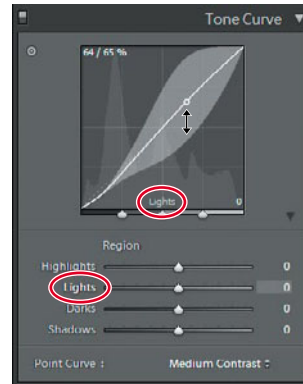 Tone Curve
64 / 65 %
Lights 0
Region
Highlights 0
Lights 0
Darks 0
Shadows 0
Point Curve : Medium Contrast